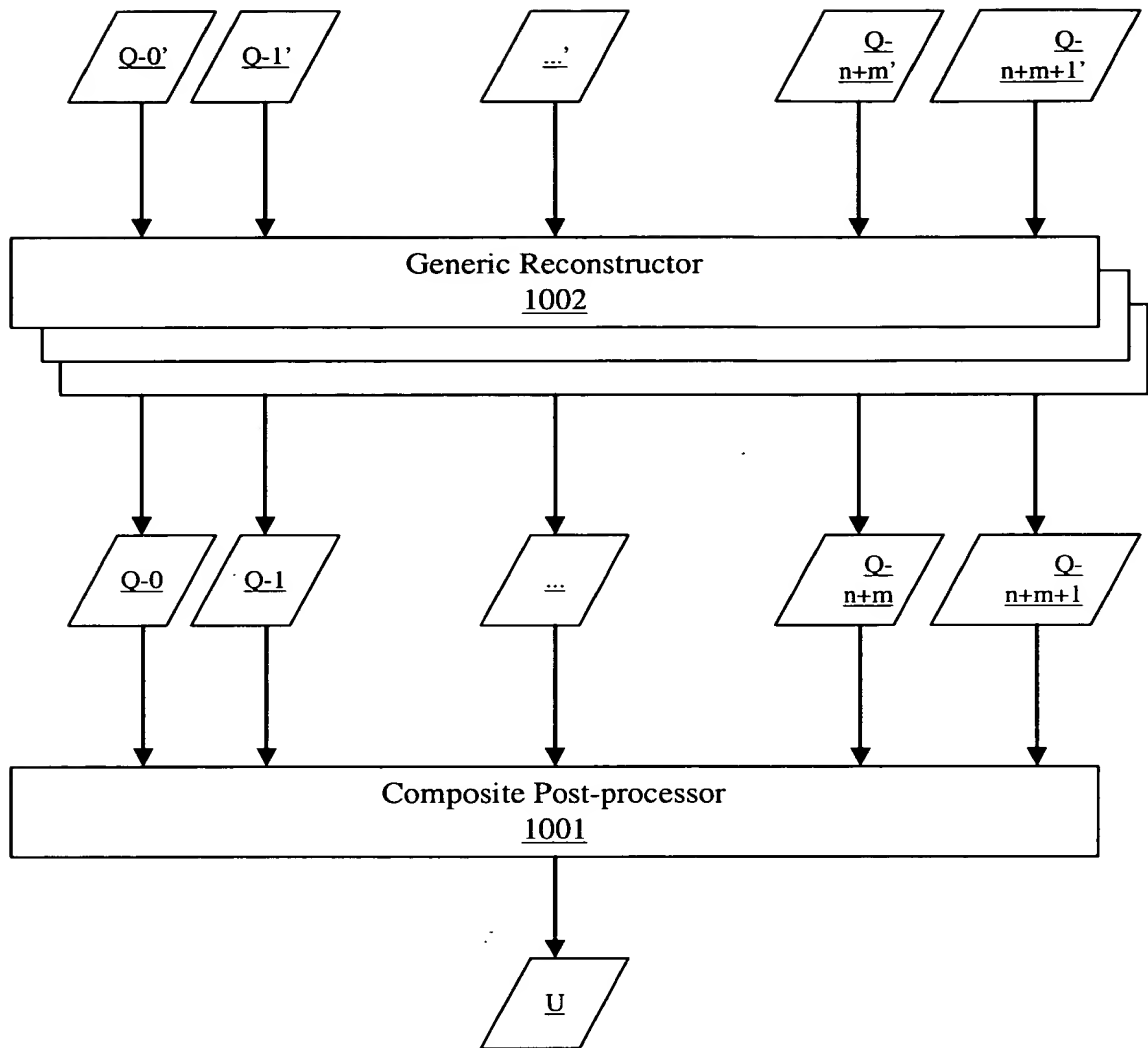 Q-0'
Q-1'
...'
Q-
n+m'
Q-
n+m+1'
Generic Reconstructor
1002
Q-0
Q-1
...
Q-
n+m
Q-
n+m+1
Composite Post-processor
1001
U